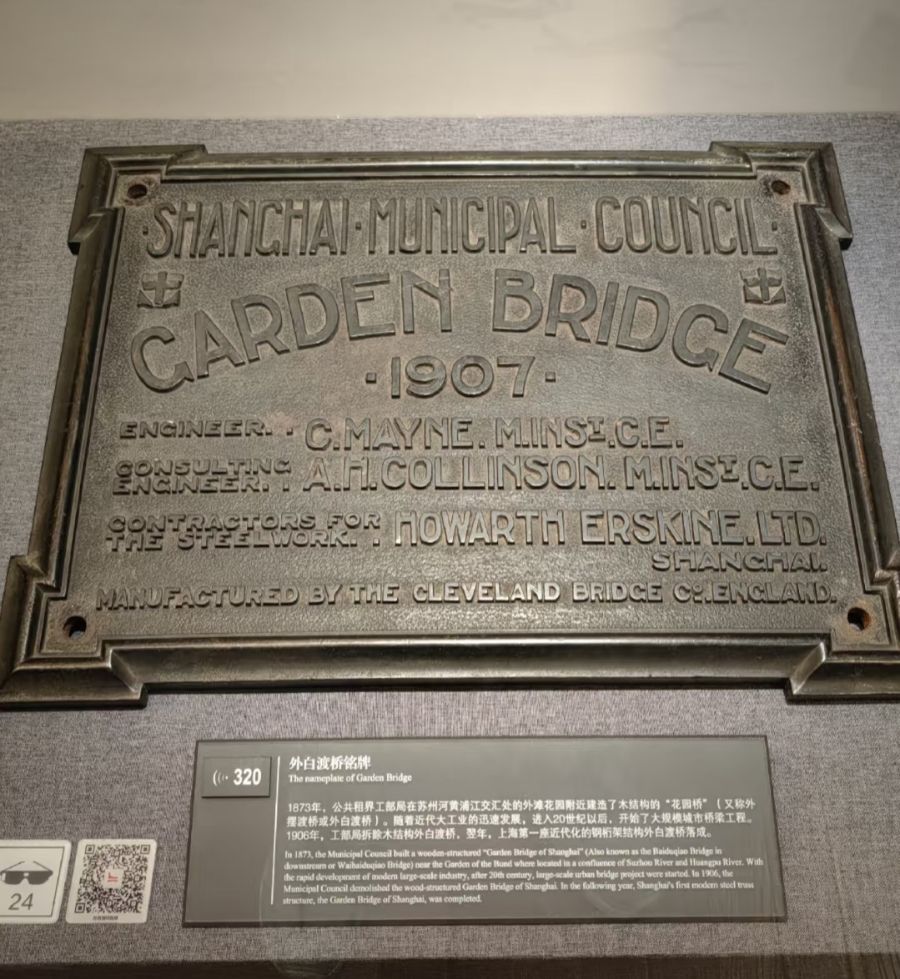 ·SHANGHAI·MUNICIPAL·COUNCIL·
GARDEN BRIDGE
·1907·
ENGINEER. : C. MAYNE. M.INST.C.E.
CONSULTING
ENGINEER. : A.H. COLLINSON. M.INST.C.E.
CONTRACTORS FOR
THE STEELWORK. : HOWARTH ERSKINE. LTD.
SHANGHAI.
MANUFACTURED BY THE CLEVELAND BRIDGE Co. ENGLAND.
320
外白渡桥铭牌
The nameplate of Garden Bridge
1873年，公共租界工部局在苏州河黄浦江交汇处的外滩花园附近建造了木结构的“花园桥”（又称外
摆渡桥或外白渡桥）。随着近代大工业的迅速发展，进入20世纪以后，开始了大规模城市桥梁工程。
1906年，工部局拆除木结构外白渡桥，翌年，上海第一座近代化的钢桁架结构外白渡桥落成。
In 1873, the Municipal Council built a wooden-structured “Garden Bridge of Shanghai” (Also known as the Baiduqiao Bridge in
downstream or Waibaiduqiao Bridge) near the Garden of the Bund where located in a confluence of Suzhou River and Huangpu River. With
the rapid development of modern large-scale industry, after 20th century, large-scale urban bridge project were started. In 1906, the
Municipal Council demolished the wood-structured Garden Bridge of Shanghai. In the following year, Shanghai's first modern steel truss
structure, the Garden Bridge of Shanghai, was completed.
24